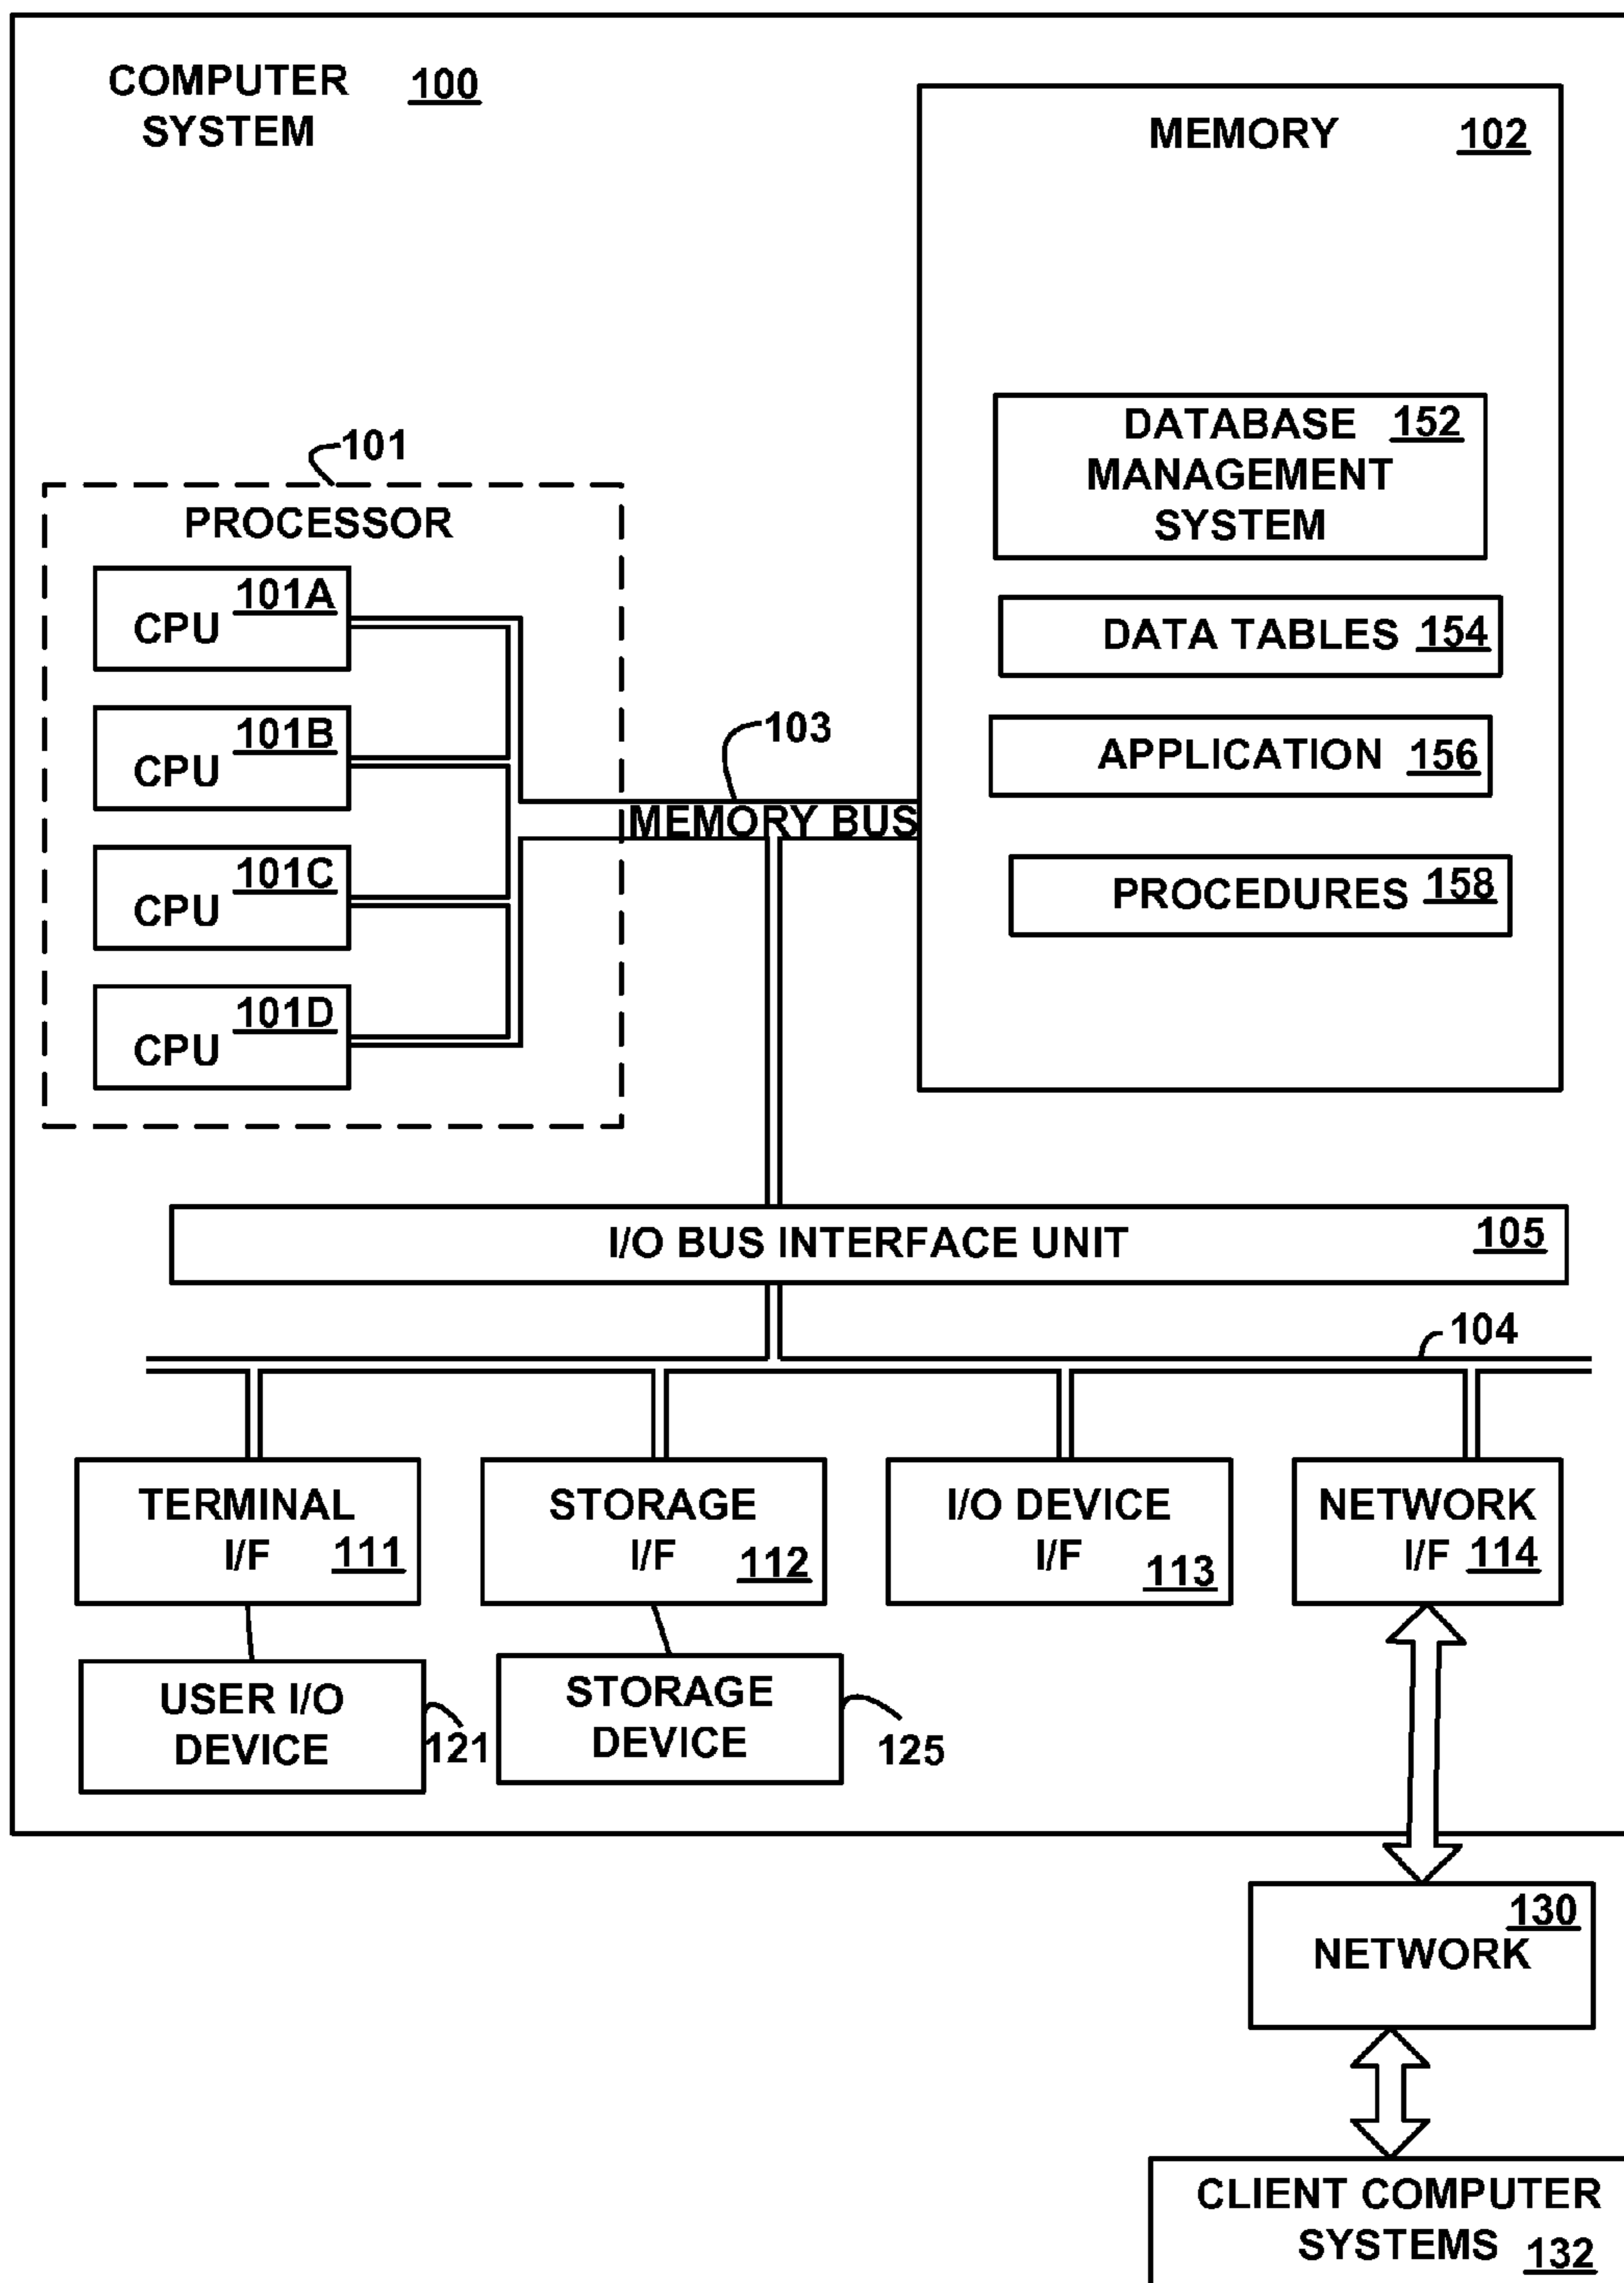 COMPUTER 100
SYSTEM
MEMORY 102
DATABASE 152
MANAGEMENT
SYSTEM
DATA TABLES 154
APPLICATION 156
PROCEDURES 158
101
PROCESSOR
101A
CPU
101B
CPU
101C
CPU
101D
CPU
103
MEMORY BUS
I/O BUS INTERFACE UNIT 105
104
TERMINAL
I/F 111
STORAGE
I/F 112
I/O DEVICE
I/F 113
NETWORK
I/F 114
USER I/O
DEVICE
121
STORAGE
DEVICE
125
130
NETWORK
CLIENT COMPUTER
SYSTEMS 132